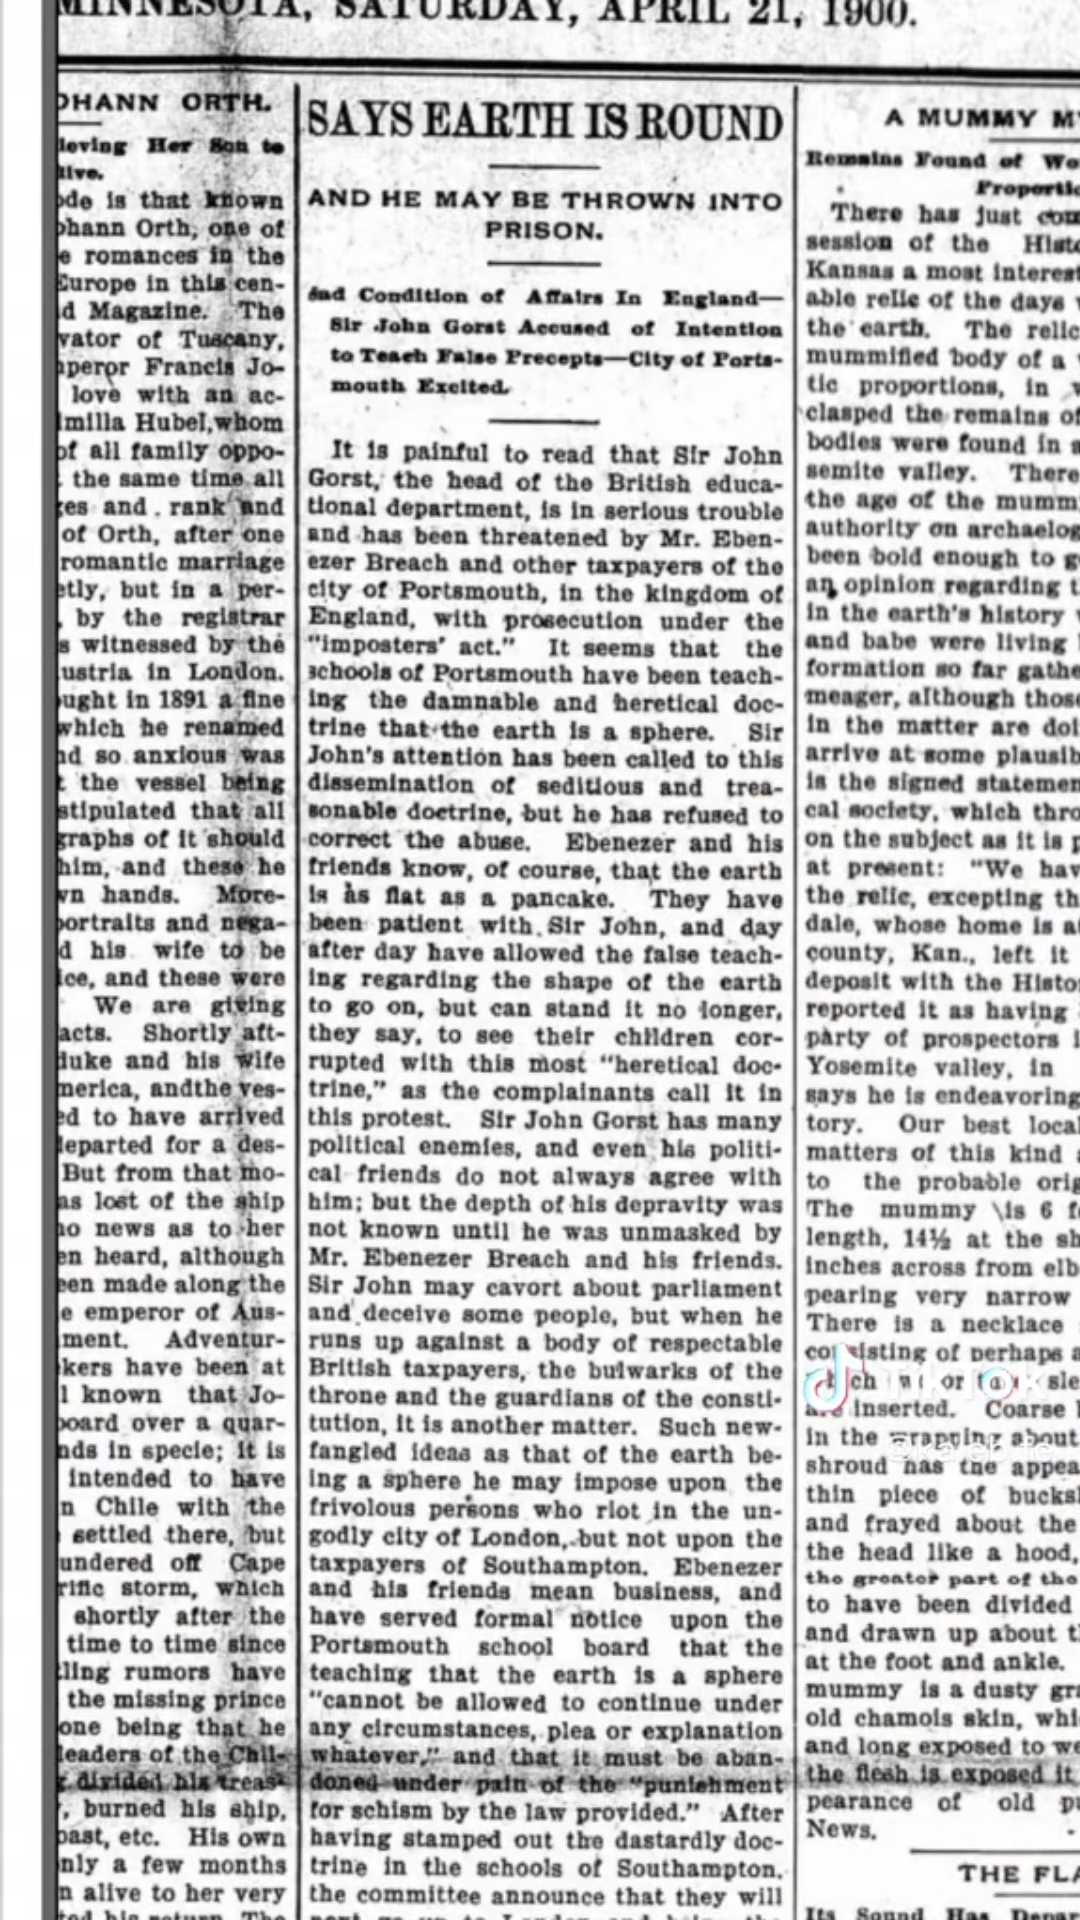 MINNESOTA, SATURDAY, APRIL 21, 1900.
OHANN ORTH.
leving Her Son to
live.
ode is that known
ohann Orth, one of
e romances in the
Europe in this cen-
d Magazine. The
vator of Tuscany,
mperor Francis Jo-
love with an ac-
lmilla Hubel, whom
of all family oppo-
the same time all
ges and rank and
of Orth, after one
romantic marriage
etly, but in a per-
, by the registrar
s witnessed by the
ustria in London.
ought in 1891 a fine
which he renamed
nd so anxious was
t the vessel being
stipulated that all
graphs of it should
him, and these he
wn hands. More-
portraits and nega-
d his wife to be
ice, and these were
We are giving
acts. Shortly aft-
duke and his wife
merica, andthe ves-
ed to have arrived
departed for a des-
But from that mo-
as lost of the ship
no news as to her
en heard, although
een made along the
e emperor of Aus-
ment. Adventur-
kers have been at
l known that Jo-
board over a quar-
nds in specie; it is
intended to have
n Chile with the
settled there, but
undered off Cape
rific storm, which
shortly after the
time to time since
lling rumors have
the missing prince
one being that he
leaders of the Chil-
g divided his treas-
, burned his ship,
oast, etc. His own
nly a few months
n alive to her very
ted his return. The
SAYS EARTH IS ROUND
AND HE MAY BE THROWN INTO
PRISON.
Sad Condition of Affairs In England—
Sir John Gorst Accused of Intention
to Teach False Precepts—City of Ports-
mouth Excited.
It is painful to read that Sir John
Gorst, the head of the British educa-
tional department, is in serious trouble
and has been threatened by Mr. Eben-
ezer Breach and other taxpayers of the
city of Portsmouth, in the kingdom of
England, with prosecution under the
"imposters' act." It seems that the
schools of Portsmouth have been teach-
ing the damnable and heretical doc-
trine that the earth is a sphere. Sir
John's attention has been called to this
dissemination of seditious and trea-
sonable doctrine, but he has refused to
correct the abuse. Ebenezer and his
friends know, of course, that the earth
is as flat as a pancake. They have
been patient with Sir John, and day
after day have allowed the false teach-
ing regarding the shape of the earth
to go on, but can stand it no longer,
they say, to see their children cor-
rupted with this most "heretical doc-
trine," as the complainants call it in
this protest. Sir John Gorst has many
political enemies, and even his politi-
cal friends do not always agree with
him; but the depth of his depravity was
not known until he was unmasked by
Mr. Ebenezer Breach and his friends.
Sir John may cavort about parliament
and deceive some people, but when he
runs up against a body of respectable
British taxpayers, the bulwarks of the
throne and the guardians of the consti-
tution, it is another matter. Such new-
fangled ideas as that of the earth be-
ing a sphere he may impose upon the
frivolous persons who riot in the un-
godly city of London, but not upon the
taxpayers of Southampton. Ebenezer
and his friends mean business, and
have served formal notice upon the
Portsmouth school board that the
teaching that the earth is a sphere
"cannot be allowed to continue under
any circumstances, plea or explanation
whatever," and that it must be aban-
doned under pain of the "punishment
for schism by the law provided." After
having stamped out the dastardly doc-
trine in the schools of Southampton,
the committee announce that they will
A MUMMY M
Remains Found of Wo
Proportio
There has just com
session of the Histo
Kansas a most interest
able relic of the days
the earth. The relic
mummified body of a
tic proportions, in
clasped the remains of
bodies were found in
semite valley. There
the age of the mumm
authority on archaeolog
been bold enough to g
an opinion regarding t
in the earth's history
and babe were living
formation so far gathe
meager, although those
in the matter are doi
arrive at some plausib
is the signed statemen
cal society, which thro
on the subject as it is p
at present: "We hav
the relic, excepting th
dale, whose home is a
county, Kan., left it
deposit with the Histo
reported it as having
party of prospectors i
Yosemite valley, in
says he is endeavoring
tory. Our best local
matters of this kind
to the probable orig
The mummy is 6 f
length, 14½ at the sh
inches across from elb
pearing very narrow
There is a necklace
consisting of perhaps a
TikTok
inserted. Coarse
in the wrapping about
shroud has the appea
thin piece of bucks
and frayed about the
the head like a hood,
the greater part of the
to have been divided
and drawn up about t
at the foot and ankle.
mummy is a dusty gra
old chamois skin, whi
and long exposed to we
the flesh is exposed it
pearance of old p
News.
THE FLA
Its Sound Has Depar